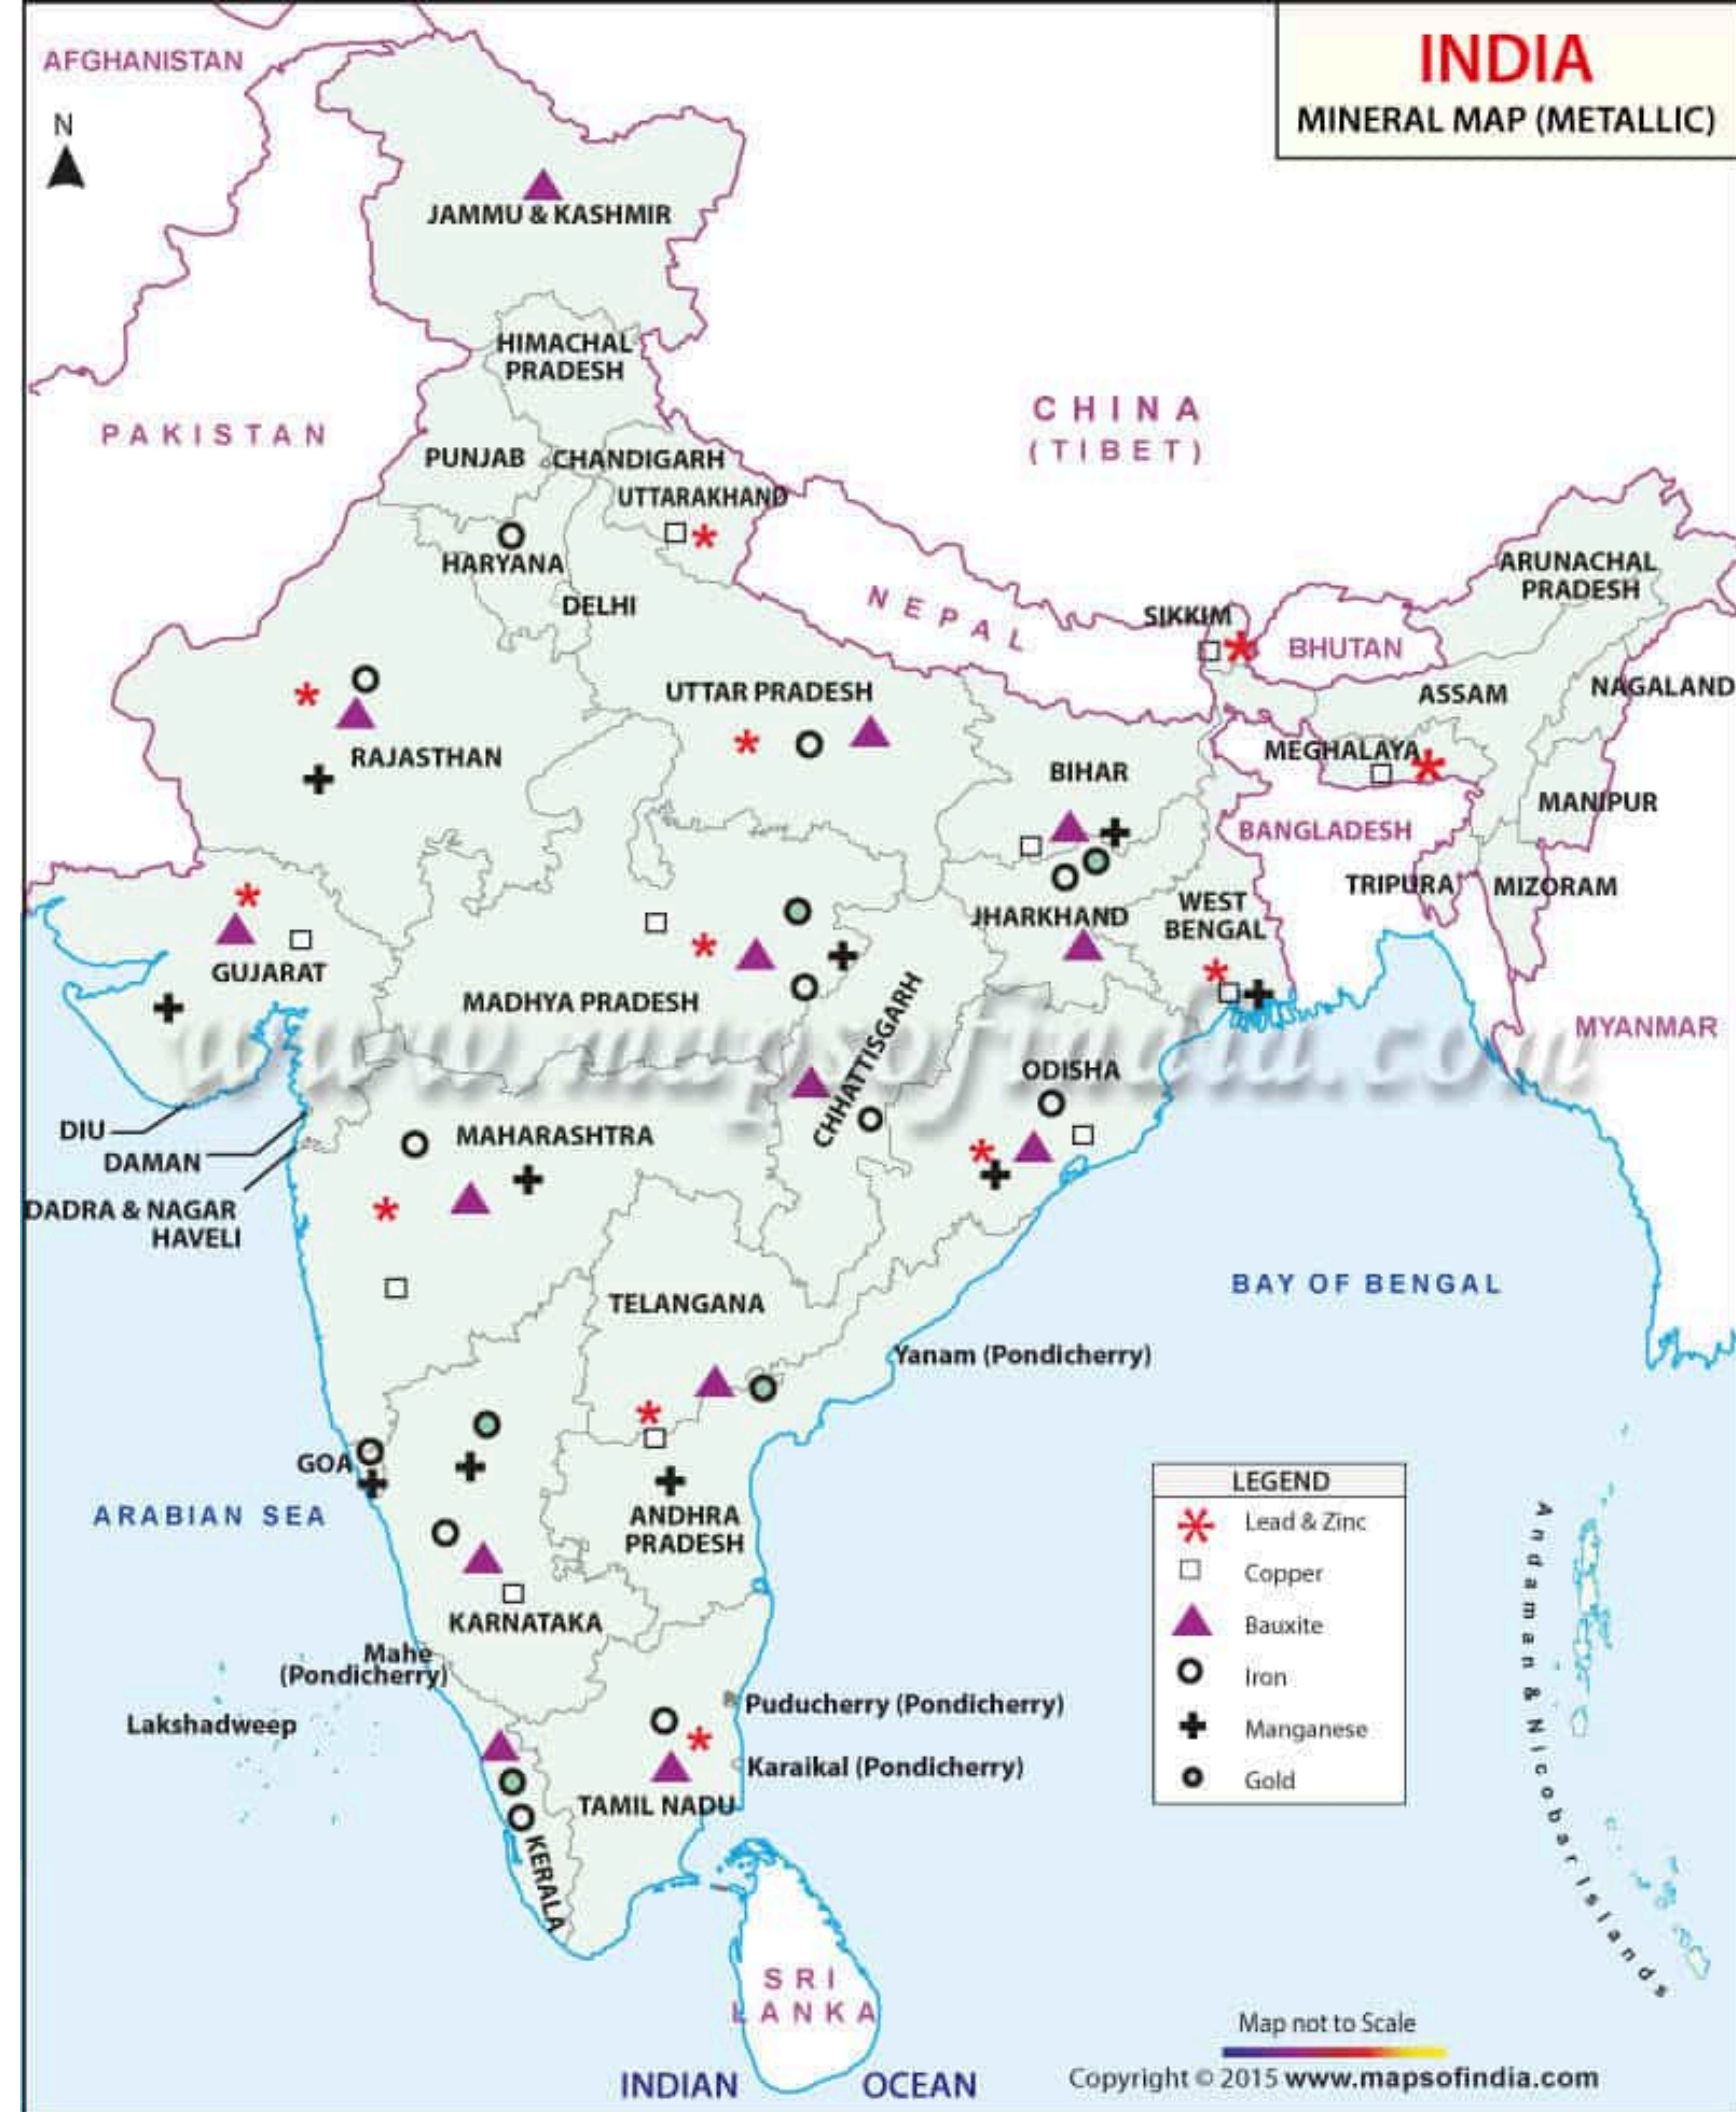 INDIA
MINERAL MAP (METALLIC)
AFGHANISTAN
N
JAMMU & KASHMIR
HIMACHAL
PRADESH
CHINA
(TIBET)
PAKISTAN
PUNJAB
CHANDIGARH
UTTARAKHAND
HARYANA
DELHI
ARUNACHAL
PRADESH
NEPAL
SIKKIM
BHUTAN
ASSAM
NAGALAND
UTTAR PRADESH
RAJASTHAN
MEGHALAYA
BIHAR
MANIPUR
BANGLADESH
TRIPURA
MIZORAM
JHARKHAND
WEST
BENGAL
GUJARAT
MADHYA PRADESH
CHHATTISGARH
MYANMAR
www.mapsofindia.com
ODISHA
DIU
DAMAN
MAHARASHTRA
DADRA & NAGAR
HAVELI
BAY OF BENGAL
TELANGANA
Yanam (Pondicherry)
GOA
ARABIAN SEA
ANDHRA
PRADESH
LEGEND
Lead & Zinc
Copper
Bauxite
Iron
Manganese
Gold
Andaman & Nicobar Islands
KARNATAKA
Mahe
(Pondicherry)
Lakshadweep
Puducherry (Pondicherry)
Karaikal (Pondicherry)
TAMIL NADU
KERALA
SRI
LANKA
Map not to Scale
INDIAN OCEAN
Copyright © 2015 www.mapsofindia.com